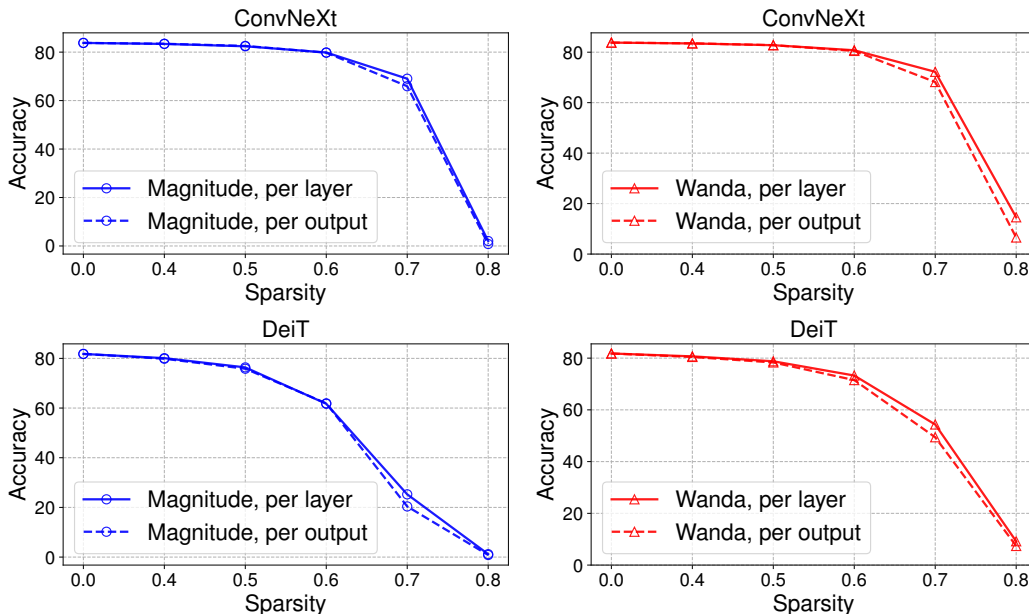 ConvNeXt
Accuracy
80
60
40
20
0
Magnitude, per layer
Magnitude, per output
0.0 0.4 0.5 0.6 0.7 0.8
Sparsity
ConvNeXt
Accuracy
80
60
40
20
0
Wanda, per layer
Wanda, per output
0.0 0.4 0.5 0.6 0.7 0.8
Sparsity
DeiT
Accuracy
80
60
40
20
0
Magnitude, per layer
Magnitude, per output
0.0 0.4 0.5 0.6 0.7 0.8
Sparsity
DeiT
Accuracy
80
60
40
20
0
Wanda, per layer
Wanda, per output
0.0 0.4 0.5 0.6 0.7 0.8
Sparsity